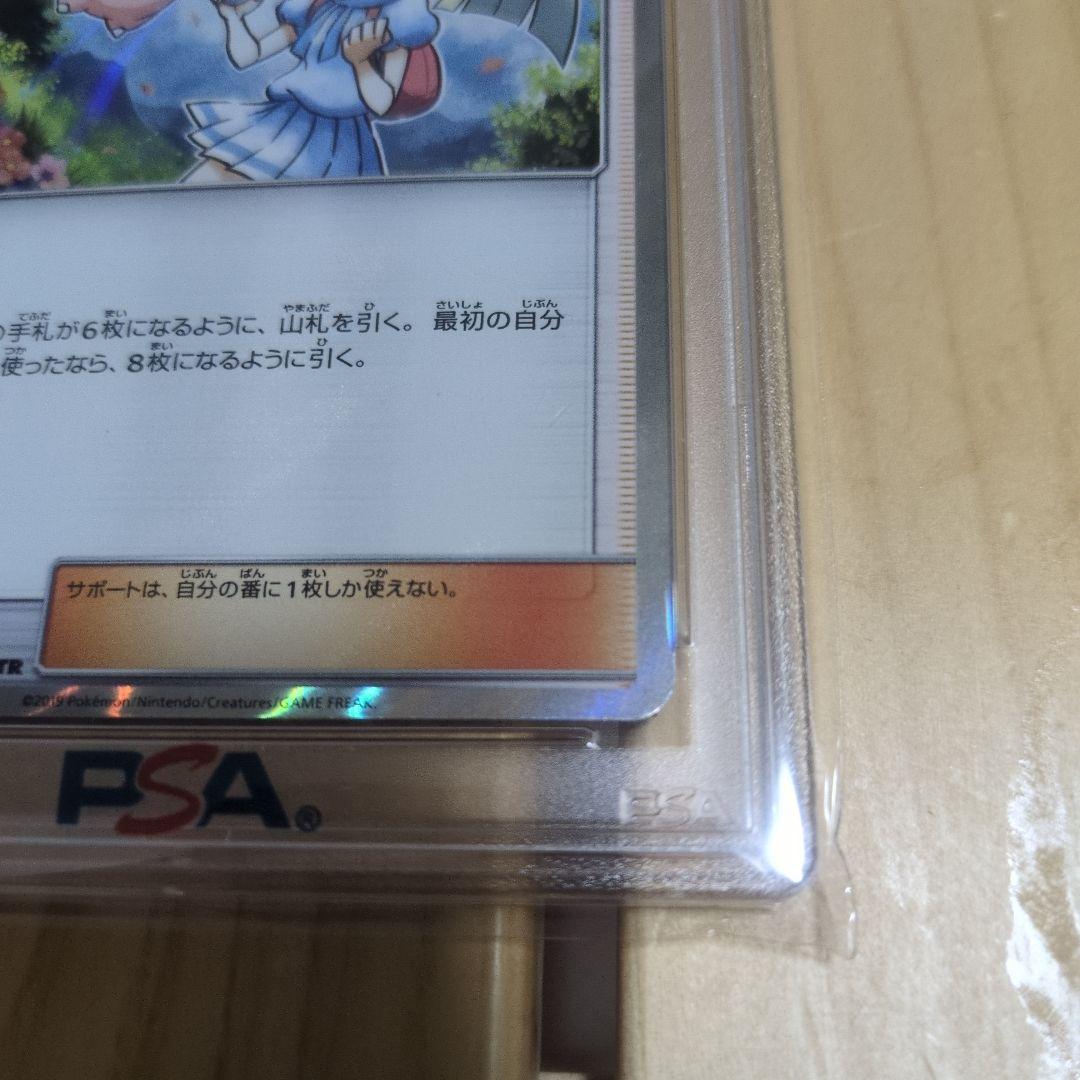 の手札が6枚になるように、山札を引く。最初の自分
使ったなら、8枚になるように引く。
サポートは、自分の番に1枚しか使えない。
TR
©2019 Pokémon/Nintendo/Creatures/GAME FREAK.
PSA®
PSA